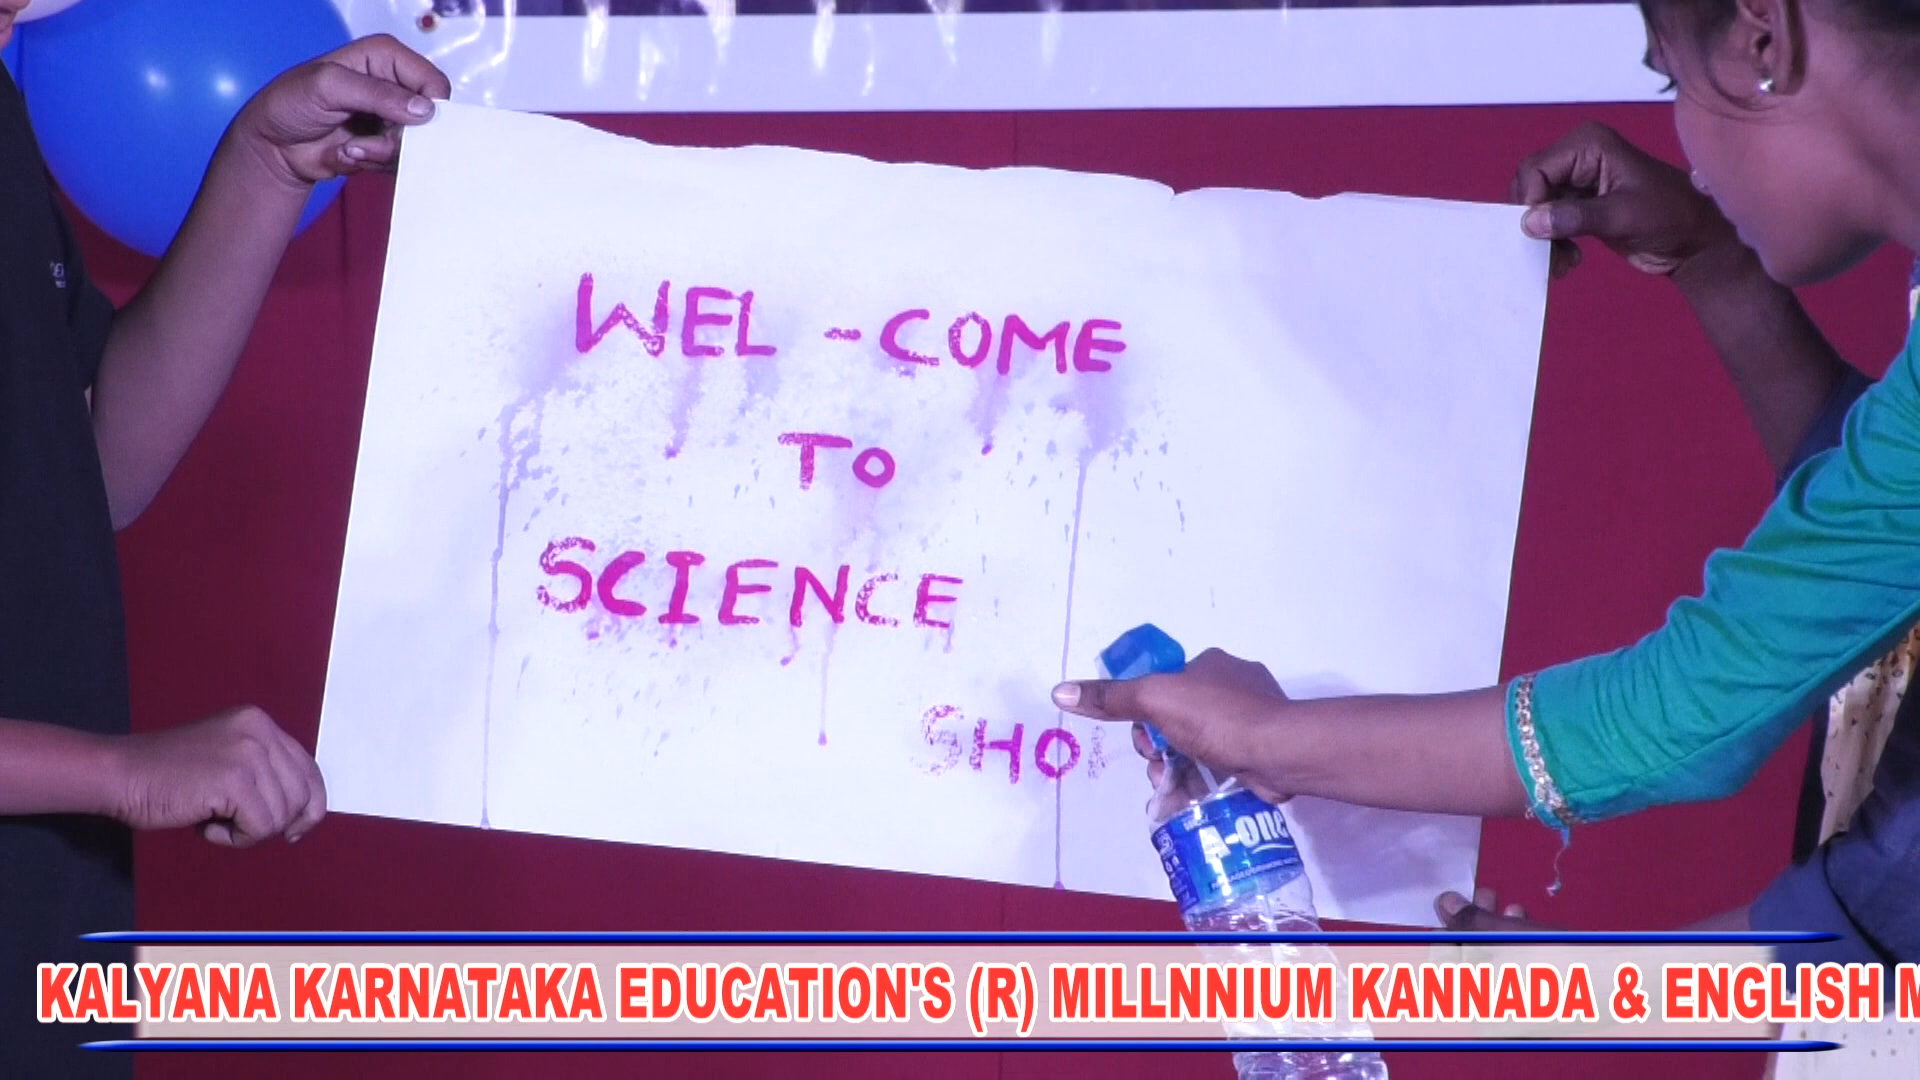 WEL-COME
TO
SCIENCE
SHO
A-one
KALYANA KARNATAKA EDUCATION'S (R) MILLNNIUM KANNADA & ENGLISH M